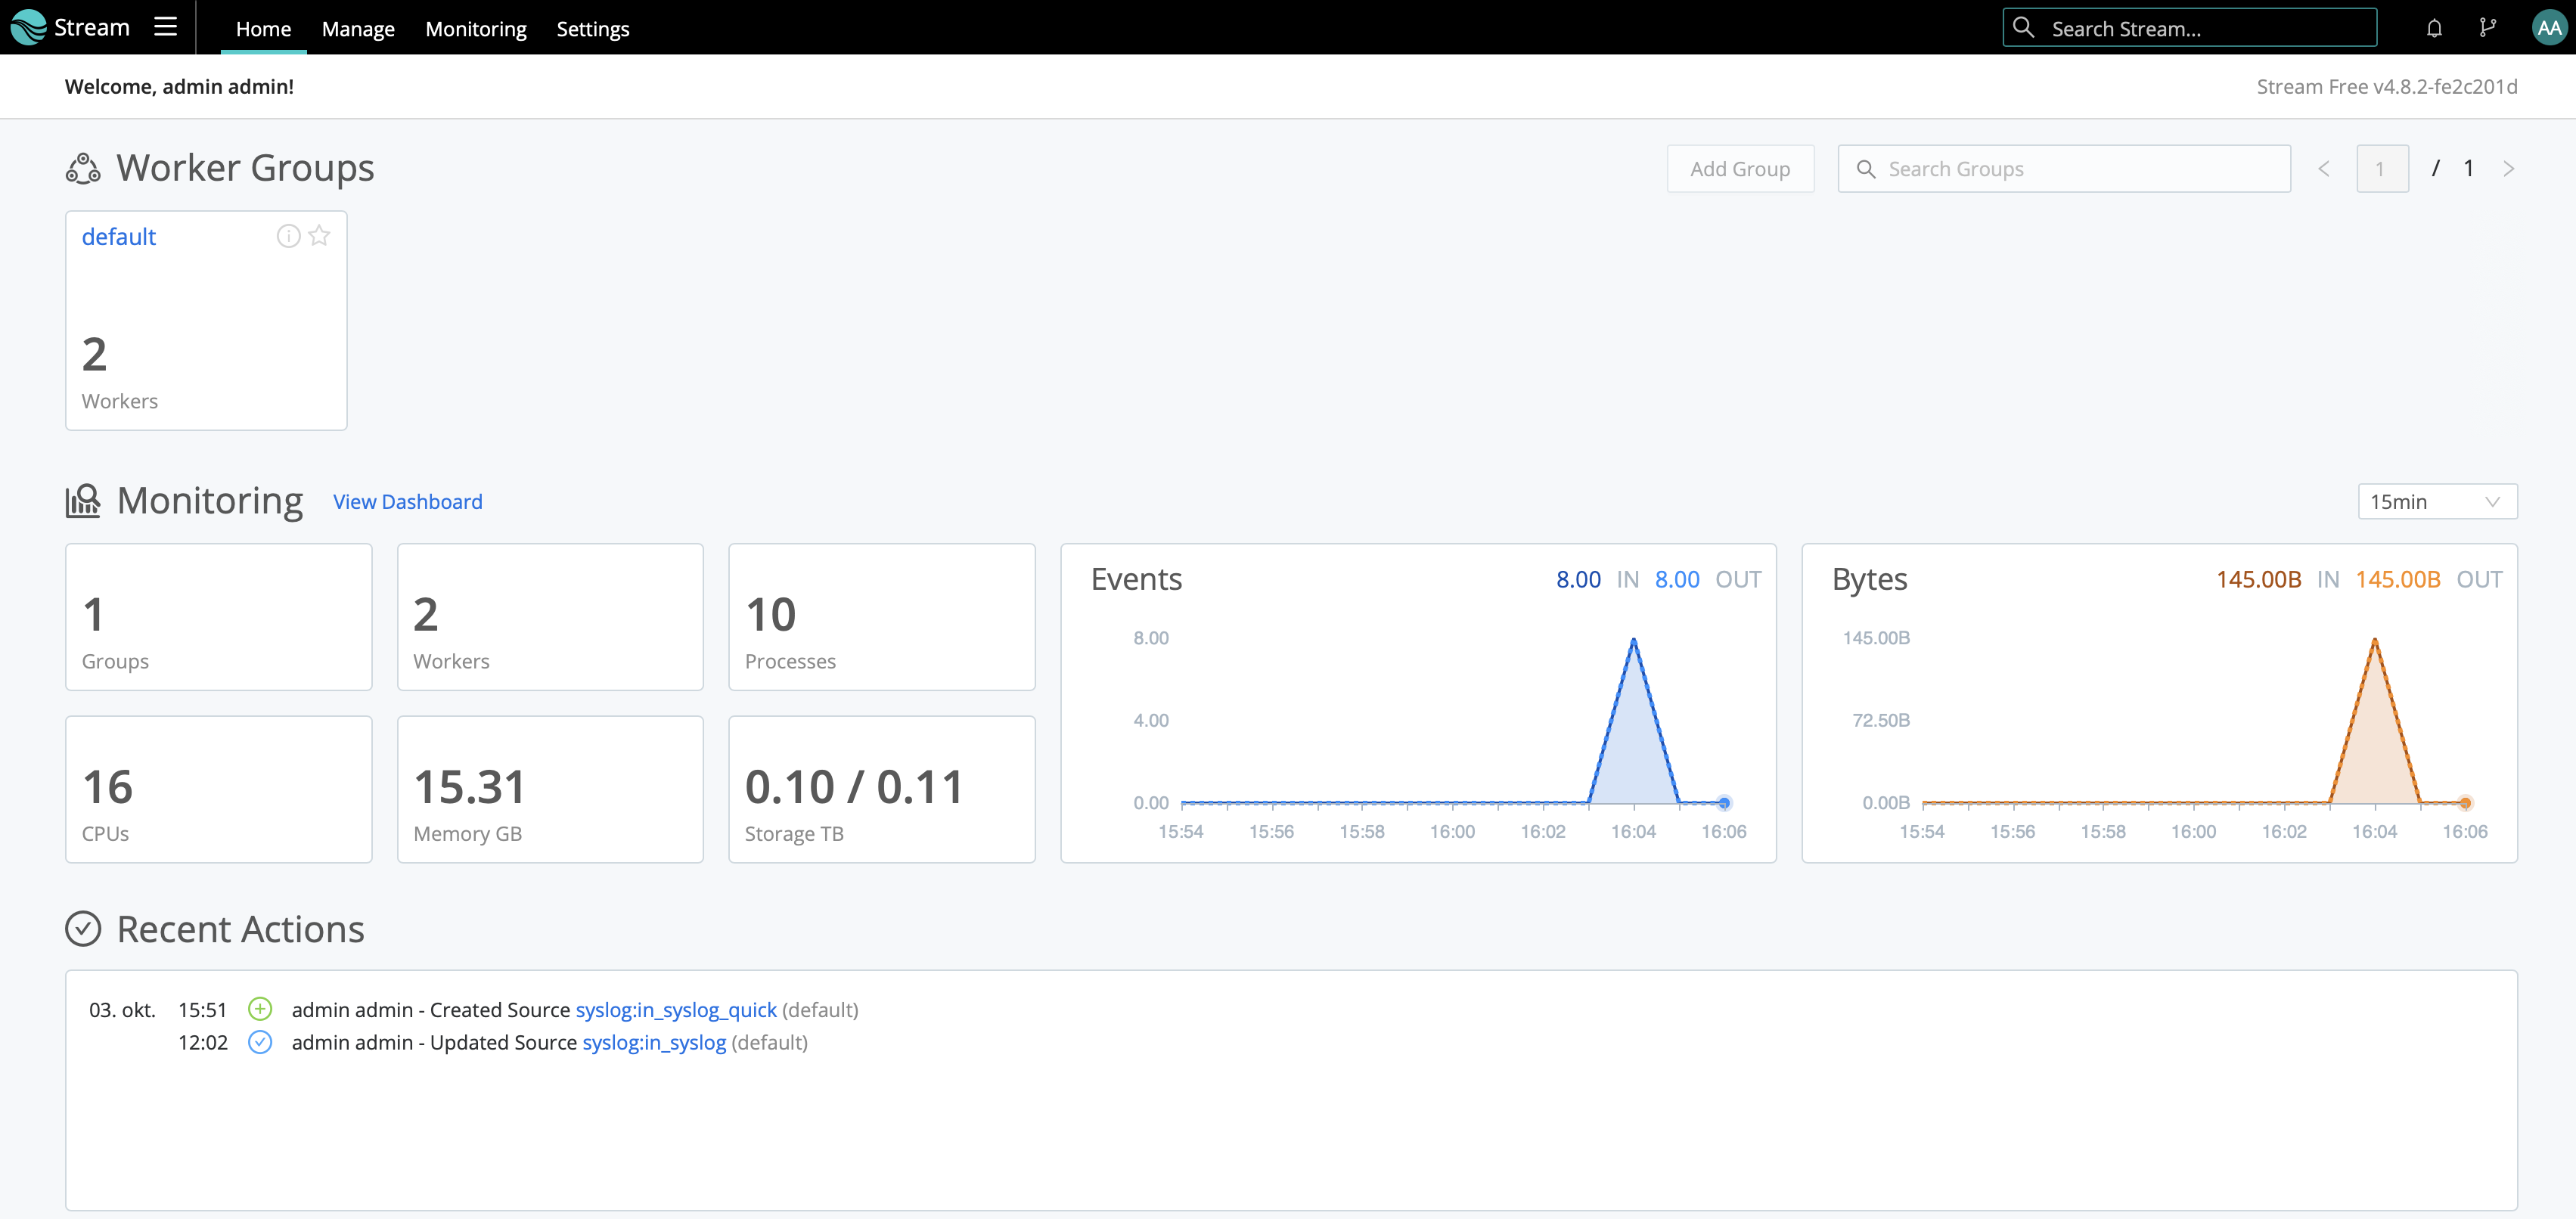 Stream Home Manage Monitoring Settings Search Stream... AA
Welcome, admin admin! Stream Free v4.8.2-fe2c201d
Worker Groups Add Group Search Groups < 1 / 1 >
default
2
Workers
Monitoring View Dashboard 15min
1
Groups
2
Workers
10
Processes
16
CPUs
15.31
Memory GB
0.10 / 0.11
Storage TB
Events 8.00 IN 8.00 OUT
8.00
4.00
0.00
15:54 15:56 15:58 16:00 16:02 16:04 16:06
Bytes 145.00B IN 145.00B OUT
145.00B
72.50B
0.00B
15:54 15:56 15:58 16:00 16:02 16:04 16:06
Recent Actions
03. okt. 15:51 admin admin - Created Source syslog:in_syslog_quick (default)
12:02 admin admin - Updated Source syslog:in_syslog (default)